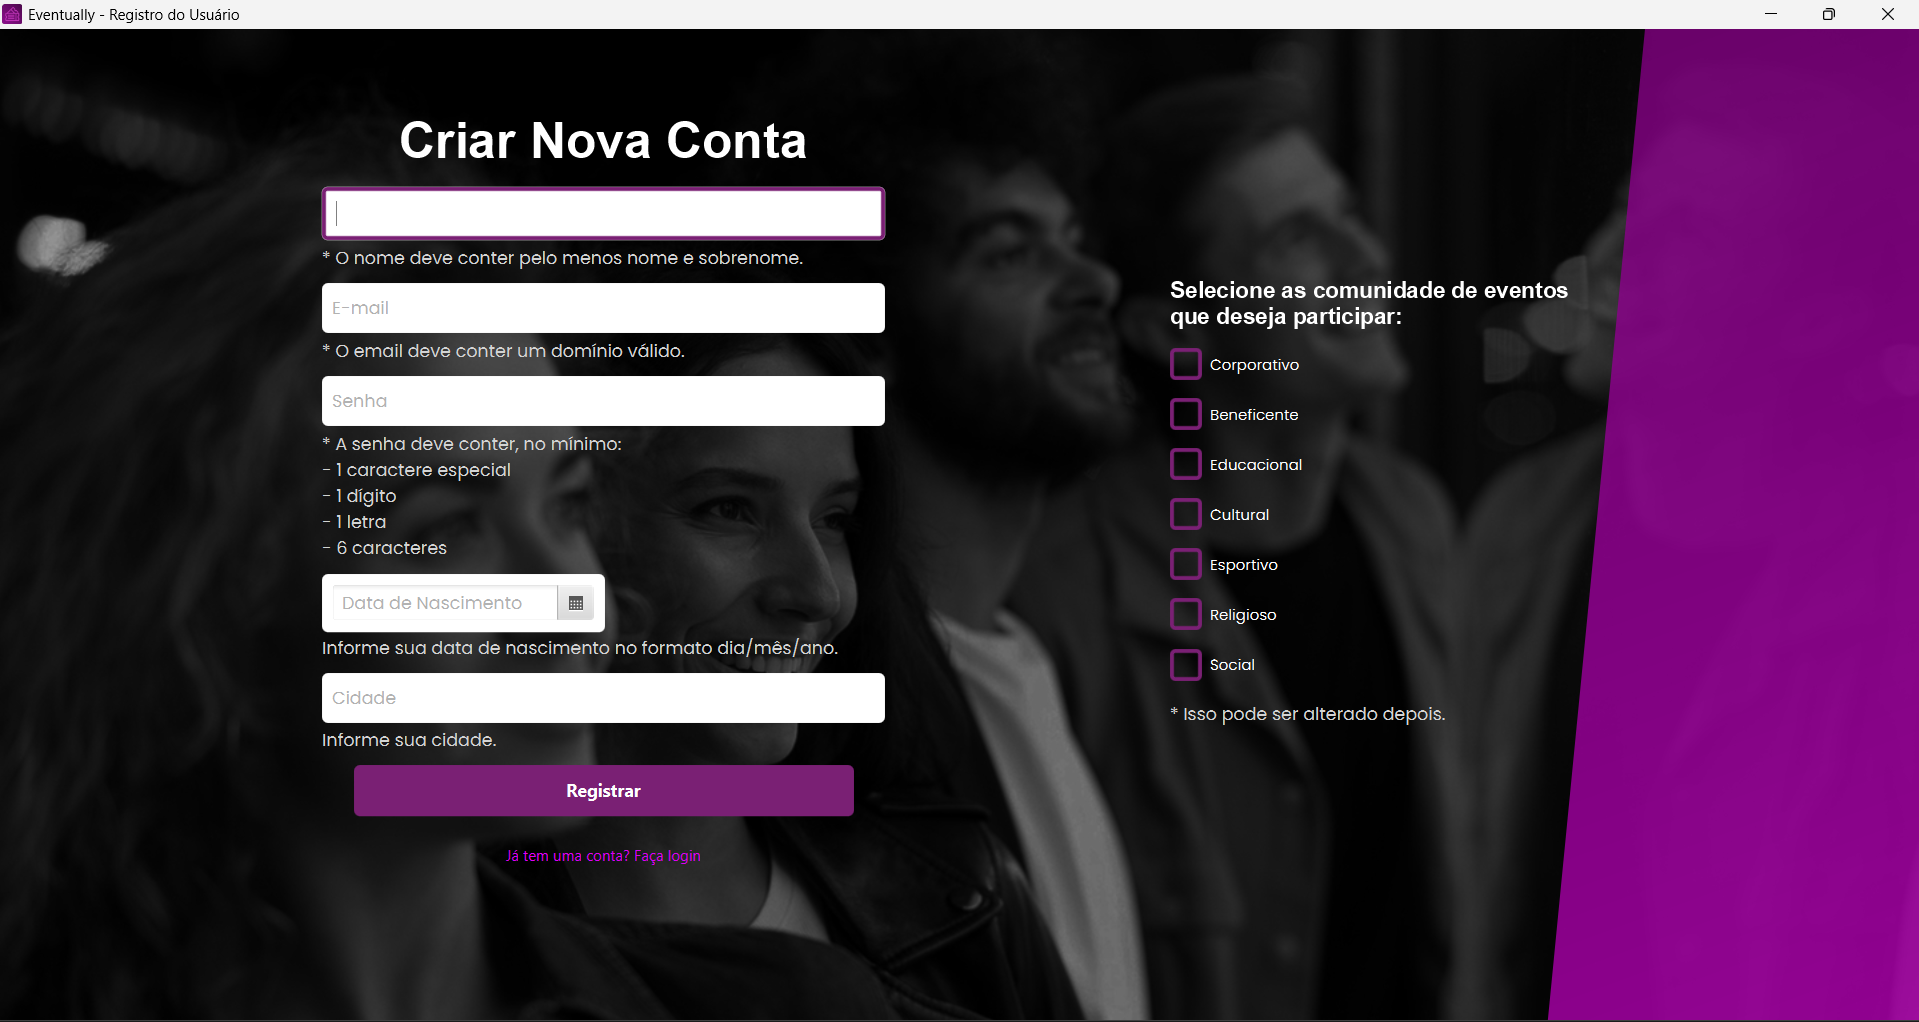 Eventually - Registro do Usuário
Criar Nova Conta
* O nome deve conter pelo menos nome e sobrenome.
E-mail
* O email deve conter um domínio válido.
Senha
* A senha deve conter, no mínimo:
- 1 caractere especial
- 1 dígito
- 1 letra
- 6 caracteres
Data de Nascimento
Informe sua data de nascimento no formato dia/mês/ano.
Cidade
Informe sua cidade.
Registrar
Já tem uma conta? Faça login
Selecione as comunidade de eventos
que deseja participar:
Corporativo
Beneficente
Educacional
Cultural
Esportivo
Religioso
Social
* Isso pode ser alterado depois.